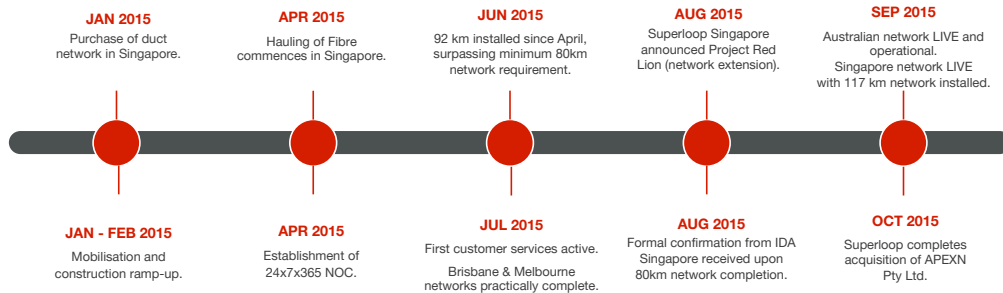 JAN 2015
Purchase of duct
network in Singapore.
APR 2015
Hauling of Fibre
commences in Singapore.
JUN 2015
92 km installed since April,
surpassing minimum 80km
network requirement.
AUG 2015
Superloop Singapore
announced Project Red
Lion (network extension).
SEP 2015
Australian network LIVE and
operational.
Singapore network LIVE
with 117 km network installed.
JAN - FEB 2015
Mobilisation and
construction ramp-up.
APR 2015
Establishment of
24x7x365 NOC.
JUL 2015
First customer services active.
Brisbane & Melbourne
networks practically complete.
AUG 2015
Formal confirmation from IDA
Singapore received upon
80km network completion.
OCT 2015
Superloop completes
acquisition of APEXN
Pty Ltd.